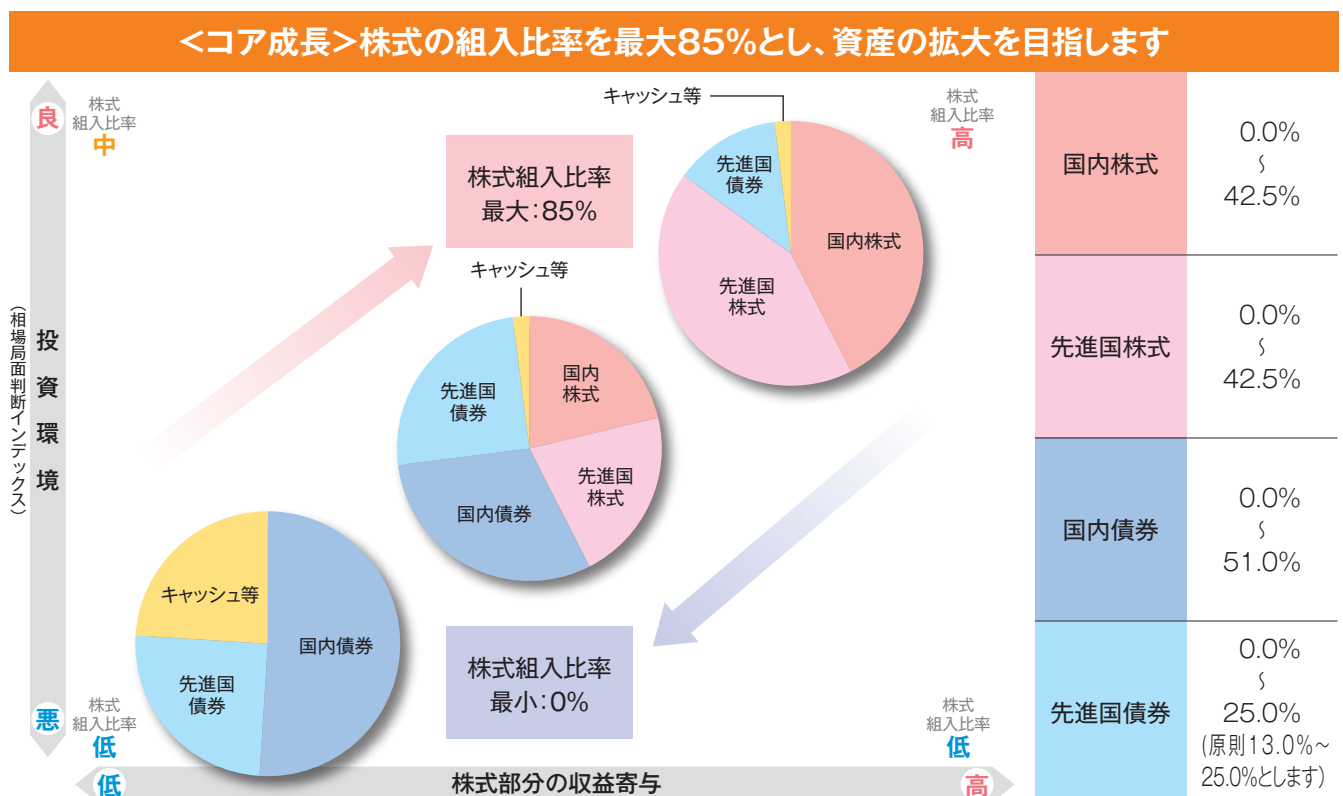 <コア成長>株式の組入比率を最大85%とし、資産の拡大を目指します
良
株式
組入比率
中
キャッシュ等
株式
組入比率
高
株式組入比率
最大:85%
先進国
債券
国内株式
先進国
株式
キャッシュ等
国内
株式
先進国
債券
先進国
株式
国内債券
投資環境
(相場局面判断インデックス)
キャッシュ等
国内債券
先進国
債券
株式組入比率
最小:0%
悪
株式
組入比率
低
株式
組入比率
低
低
株式部分の収益寄与
高
国内株式
0.0%
〜
42.5%
先進国株式
0.0%
〜
42.5%
国内債券
0.0%
〜
51.0%
先進国債券
0.0%
〜
25.0%
(原則13.0%〜
25.0%とします)